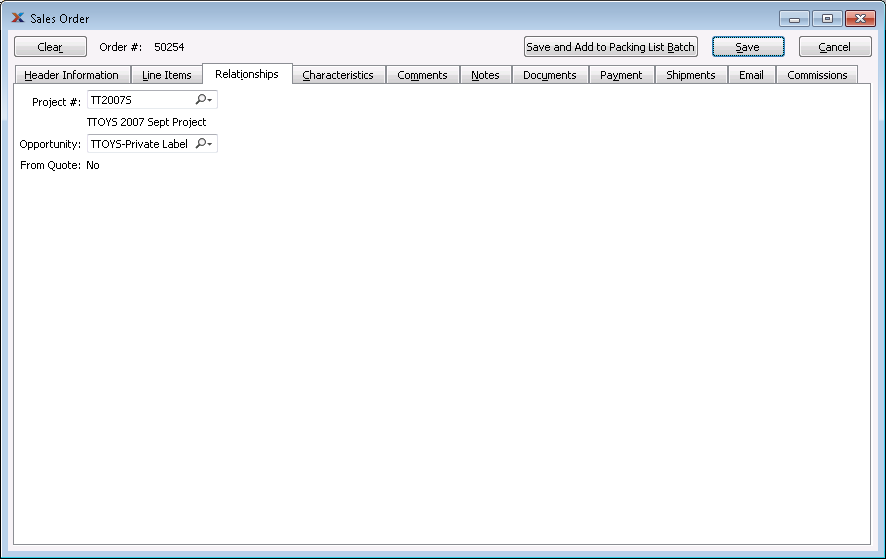 Sales Order
Clear Order #: 50254 Save and Add to Packing List Batch Save Cancel
Header Information Line Items Relationships Characteristics Comments Notes Documents Payment Shipments Email Commissions
Project #: TT2007S
TTOYS 2007 Sept Project
Opportunity: TTOYS-Private Label
From Quote: No